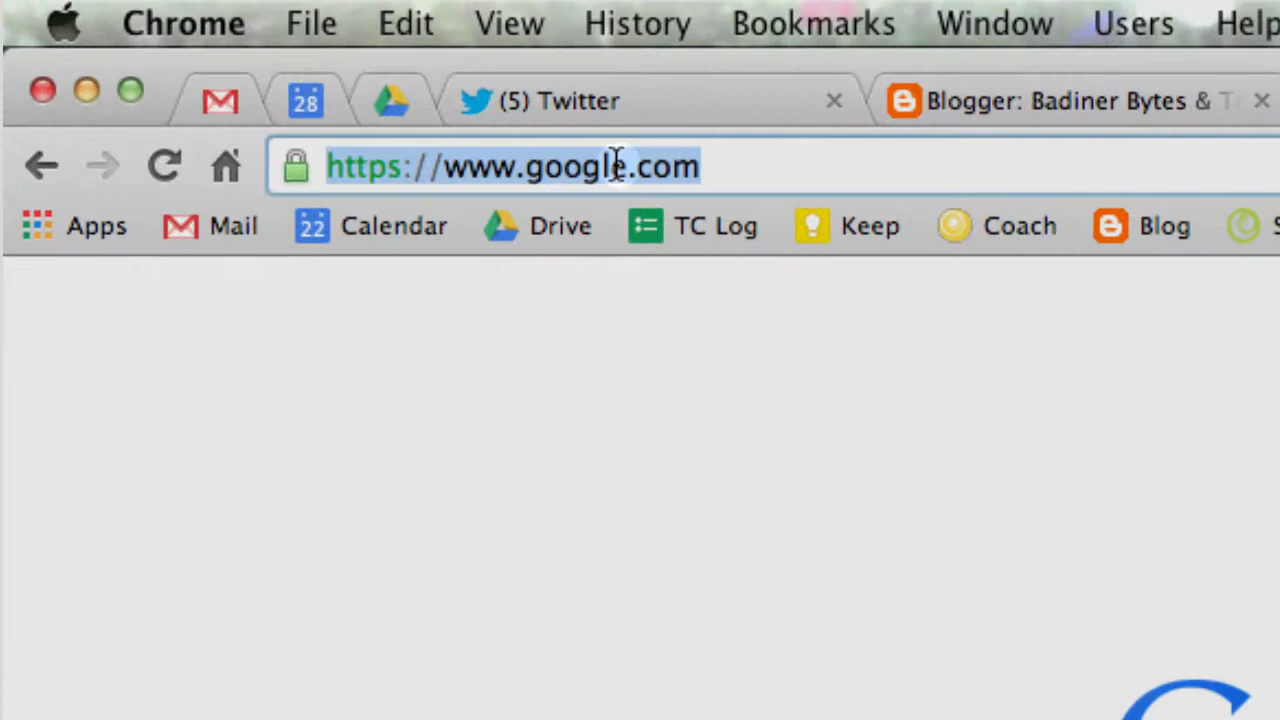 Chrome File Edit View History Bookmarks Window Users Help
28 (5) Twitter Blogger: Badiner Bytes & T
https://www.google.com
Apps Mail 22 Calendar Drive TC Log Keep Coach Blog S
G